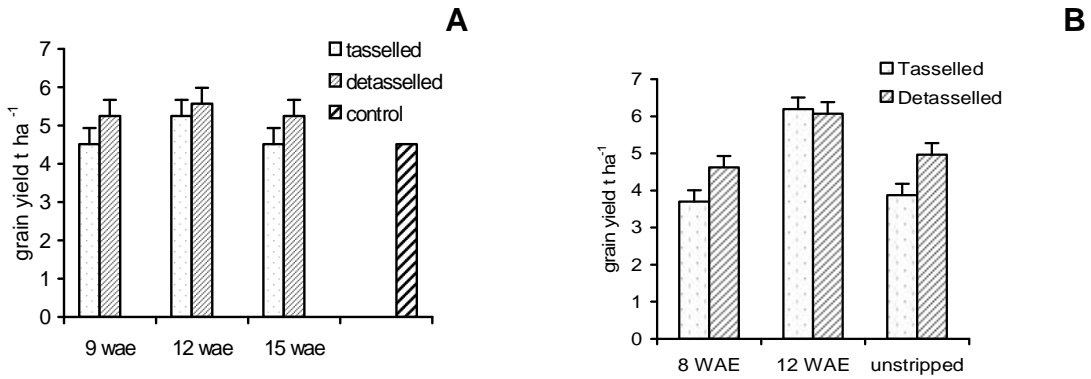 A
7
6
5
4
3
2
1
0
grain yield t ha⁻¹
tasselled
detasselled
control
9 wae 12 wae 15 wae
B
7
6
5
4
3
2
1
0
grain yield t ha⁻¹
Tasselled
Detasselled
8 WAE 12 WAE unstripped